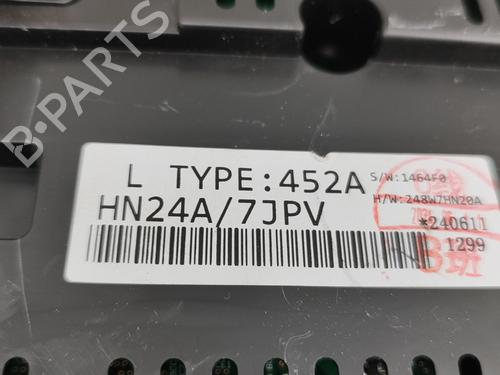 L TYPE:452A
S/W:1464F0
H/W:248W7HN20A
HN24A/7JPV
*240611
1299
B-PARTS